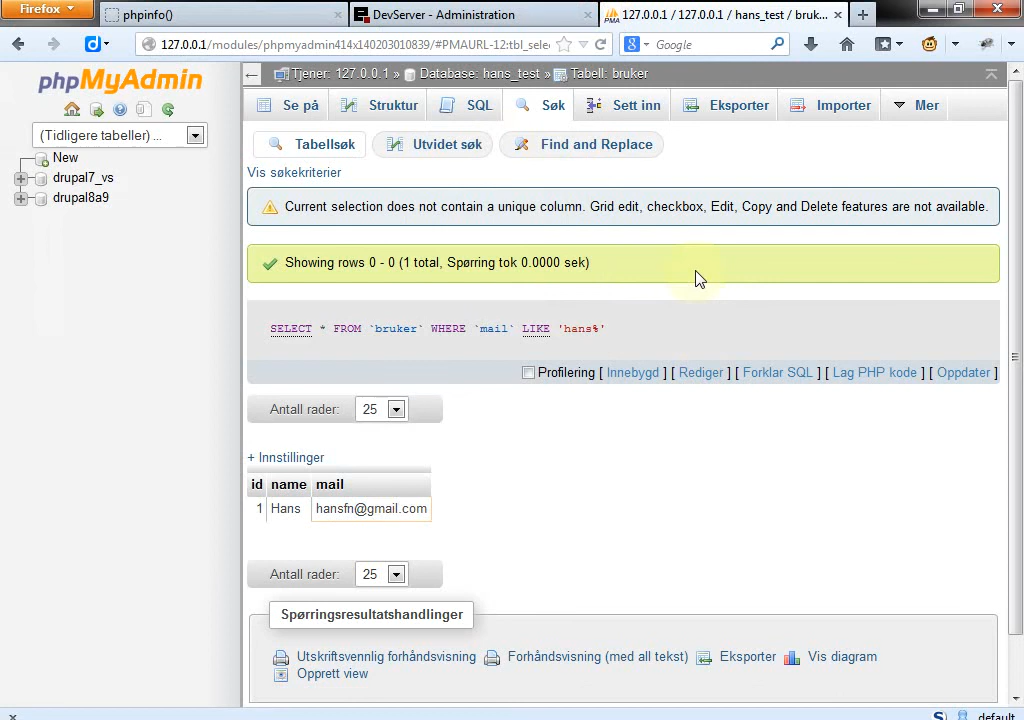 Firefox
phpinfo()
DevServer - Administration
127.0.0.1 / 127.0.0.1 / hans_test / bruk...
127.0.0.1/modules/phpmyadmin414x140203010839/#PMAURL-12:tbl_sele
Google
phpMyAdmin
Tjener: 127.0.0.1 » Database: hans_test » Tabell: bruker
Se på
Struktur
SQL
Søk
Sett inn
Eksporter
Importer
Mer
(Tidligere tabeller) ...
New
drupal7_vs
drupal8a9
Tabellsøk
Utvidet søk
Find and Replace
Vis søkekriterier
Current selection does not contain a unique column. Grid edit, checkbox, Edit, Copy and Delete features are not available.
Showing rows 0 - 0 (1 total, Spørring tok 0.0000 sek)
SELECT * FROM `bruker` WHERE `mail` LIKE 'hans%'
Profilering [ Innebygd ] [ Rediger ] [ Forklar SQL ] [ Lag PHP kode ] [ Oppdater ]
Antall rader: 25
+ Innstillinger
id name mail
1 Hans hansfn@gmail.com
Antall rader: 25
Spørringsresultatshandlinger
Utskriftsvennlig forhåndsvisning
Forhåndsvisning (med all tekst)
Eksporter
Vis diagram
Opprett view
default